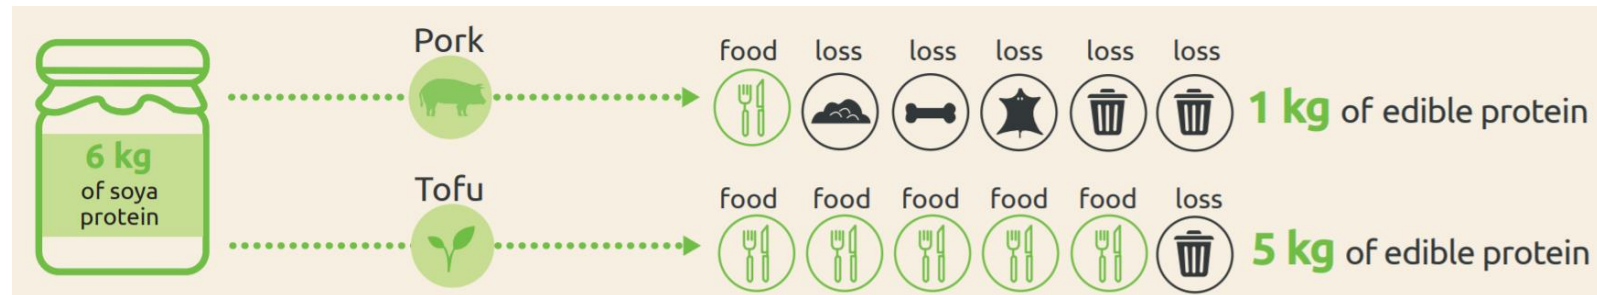 Pork
food loss loss loss loss loss
1 kg of edible protein
6 kg
of soya
protein
Tofu
food food food food food loss
5 kg of edible protein